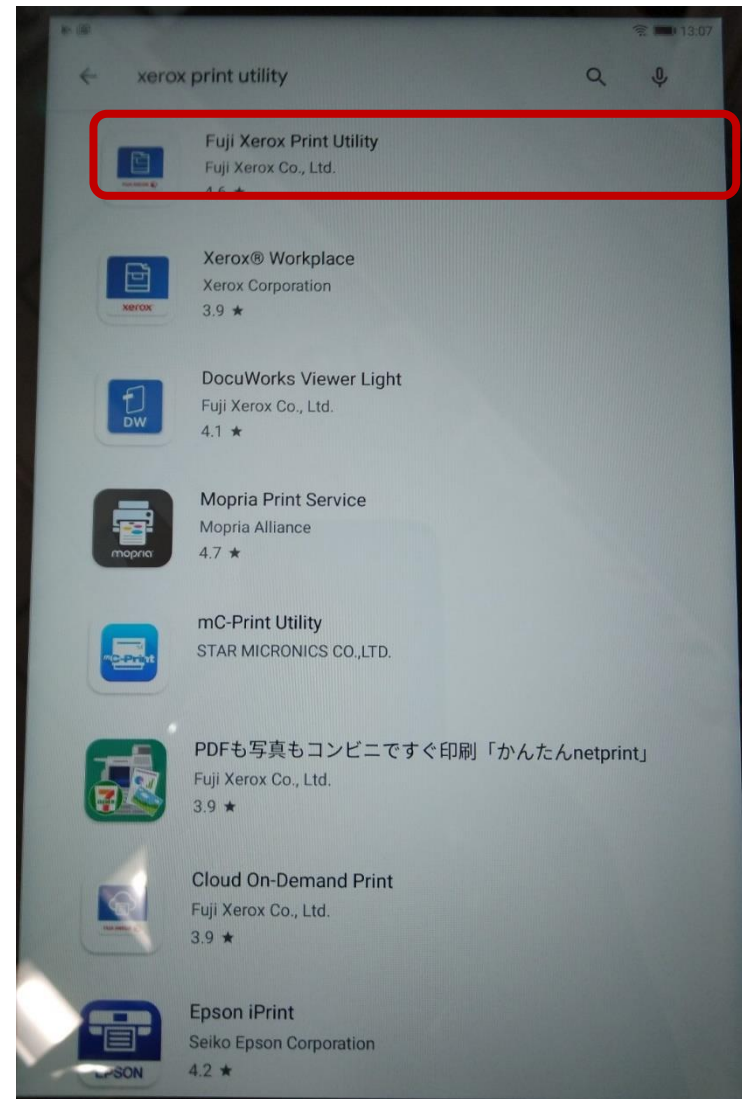 13:07
xerox print utility
Fuji Xerox Print Utility
Fuji Xerox Co., Ltd.
4.6 ★
Xerox® Workplace
Xerox Corporation
xerox
3.9 ★
DocuWorks Viewer Light
Fuji Xerox Co., Ltd.
DW
4.1 ★
Mopria Print Service
Mopria Alliance
mopria
4.7 ★
mC-Print Utility
STAR MICRONICS CO.,LTD.
mC-Print
PDFも写真もコンビニですぐ印刷「かんたんnetprint」
Fuji Xerox Co., Ltd.
3.9 ★
Cloud On-Demand Print
Fuji Xerox Co., Ltd.
3.9 ★
Epson iPrint
Seiko Epson Corporation
EPSON
4.2 ★